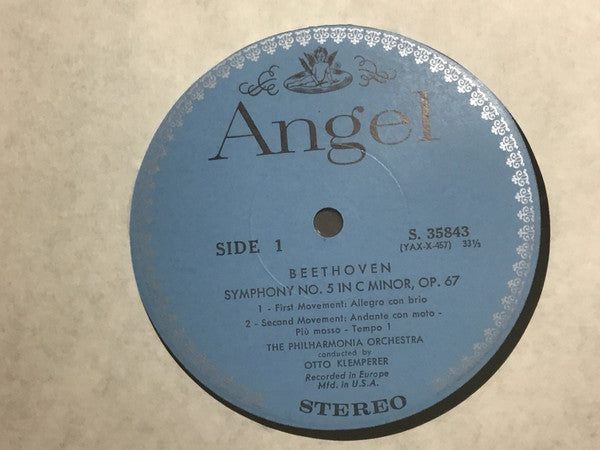 Angel
SIDE 1
S. 35843
(YAX-X-457) 33⅓
BEETHOVEN
SYMPHONY NO. 5 IN C MINOR, OP. 67
1 - First Movement: Allegro con brio
2 - Second Movement: Andante con moto -
Più mosso - Tempo 1
THE PHILHARMONIA ORCHESTRA
conducted by
OTTO KLEMPERER
Recorded in Europe
Mfd. in U.S.A.
STEREO